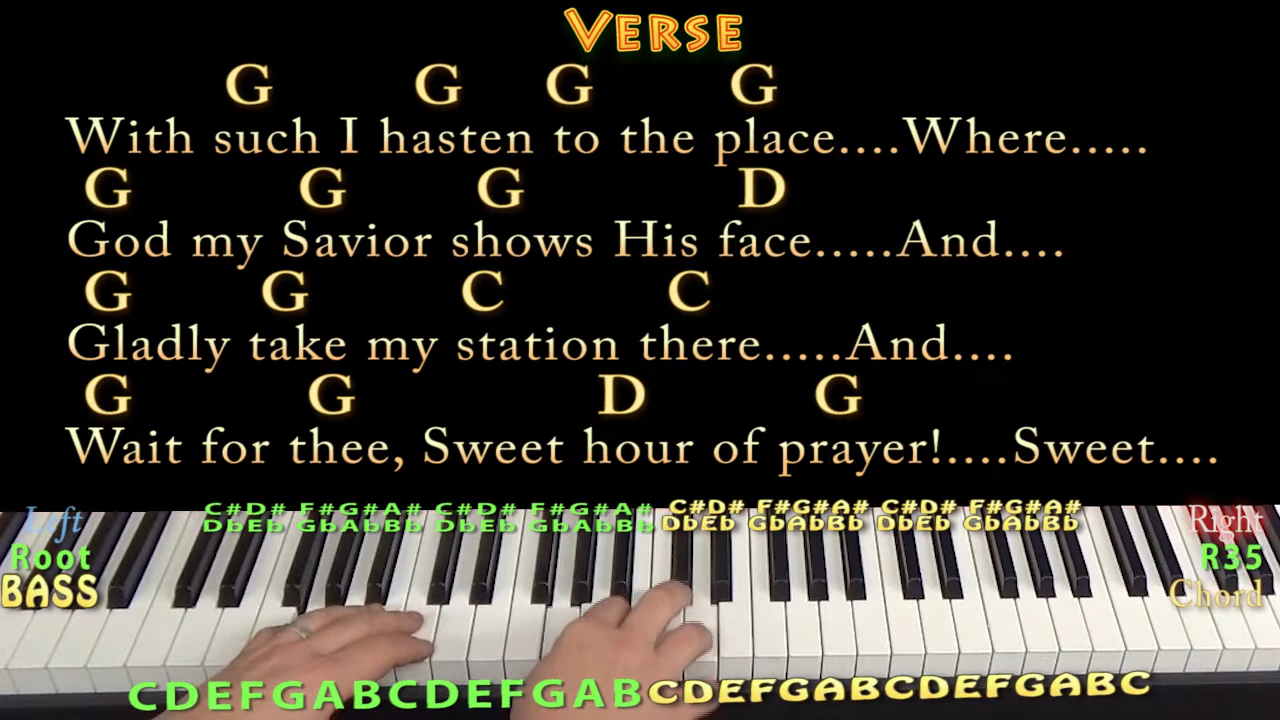 VERSE
G G G G
With such I hasten to the place....Where.....
G G G D
God my Savior shows His face.....And....
G G C C
Gladly take my station there.....And....
G G D G
Wait for thee, Sweet hour of prayer!....Sweet....
C#D# F#G#A# C#D# F#G#A# C#D# F#G#A# C#D# F#G#A#
DbEb GbAbBb DbEb GbAbBb DbEb GbAbBb DbEb GbAbBb
Left
Root
BASS
Right
R35
Chord
CDEFGABCDEFGABCDEFGABCDEFGABC